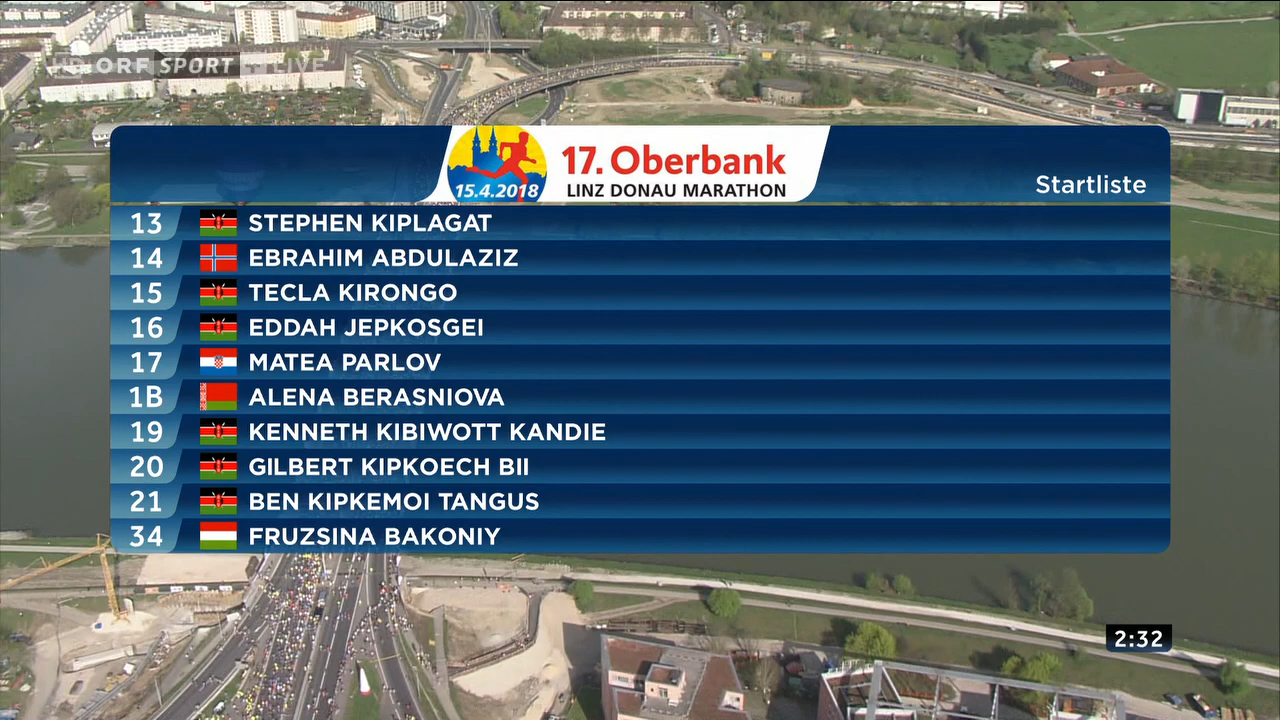 HD ORF SPORT + LIVE
15.4.2018
17. Oberbank
LINZ DONAU MARATHON
Startliste
13 STEPHEN KIPLAGAT
14 EBRAHIM ABDULAZIZ
15 TECLA KIRONGO
16 EDDAH JEPKOSGEI
17 MATEA PARLOV
1B ALENA BERASNIOVA
19 KENNETH KIBIWOTT KANDIE
20 GILBERT KIPKOECH BII
21 BEN KIPKEMOI TANGUS
34 FRUZSINA BAKONIY
2:32